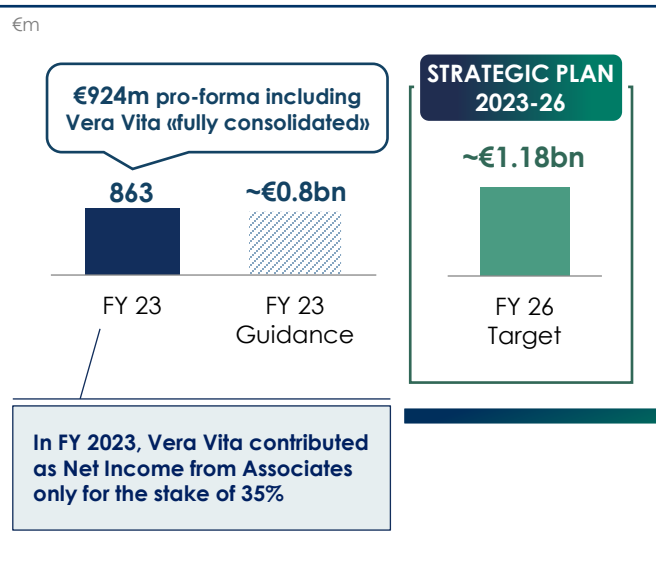 €m
€924m pro-forma including
Vera Vita «fully consolidated»
863
~€0.8bn
FY 23
FY 23
Guidance
STRATEGIC PLAN
2023-26
~€1.18bn
FY 26
Target
In FY 2023, Vera Vita contributed
as Net Income from Associates
only for the stake of 35%